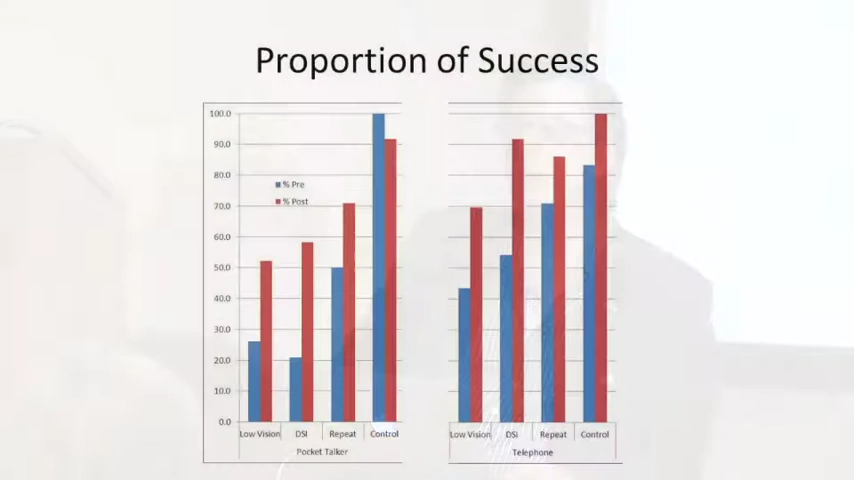 Proportion of Success
100.0
90.0
80.0
70.0
60.0
50.0
40.0
30.0
20.0
10.0
0.0
% Pre
% Post
Low Vision DSI Repeat Control
Pocket Talker
Low Vision DSI Repeat Control
Telephone